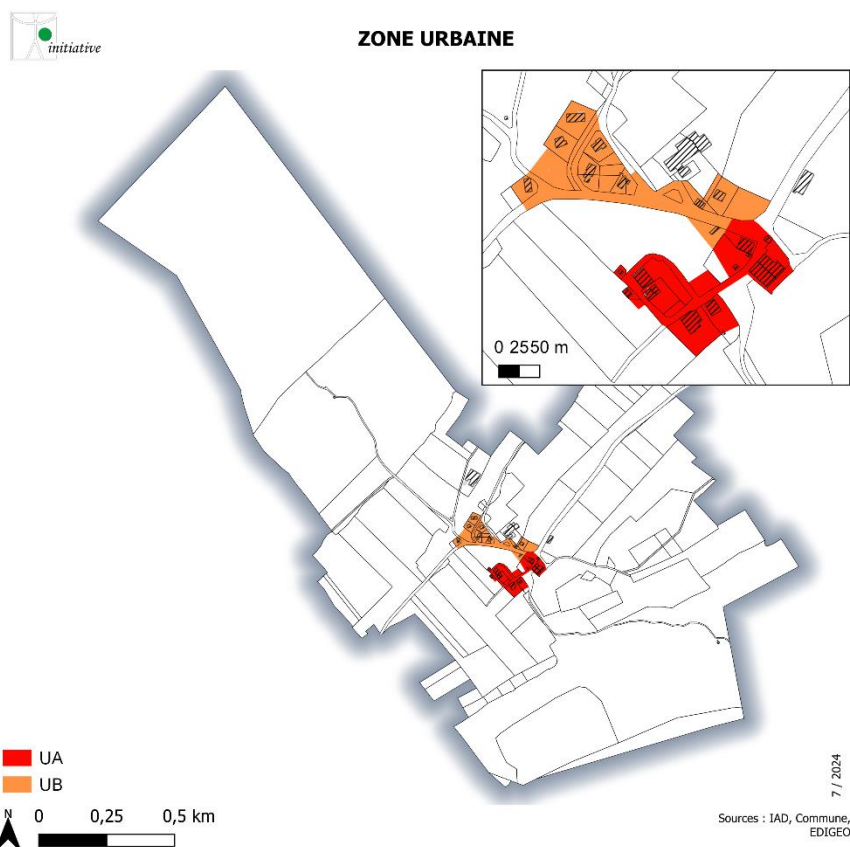 initiative
ZONE URBAINE
0 2550 m
UA
UB
N
0 0,25 0,5 km
7 / 2024
Sources : IAD, Commune,
EDIGEO